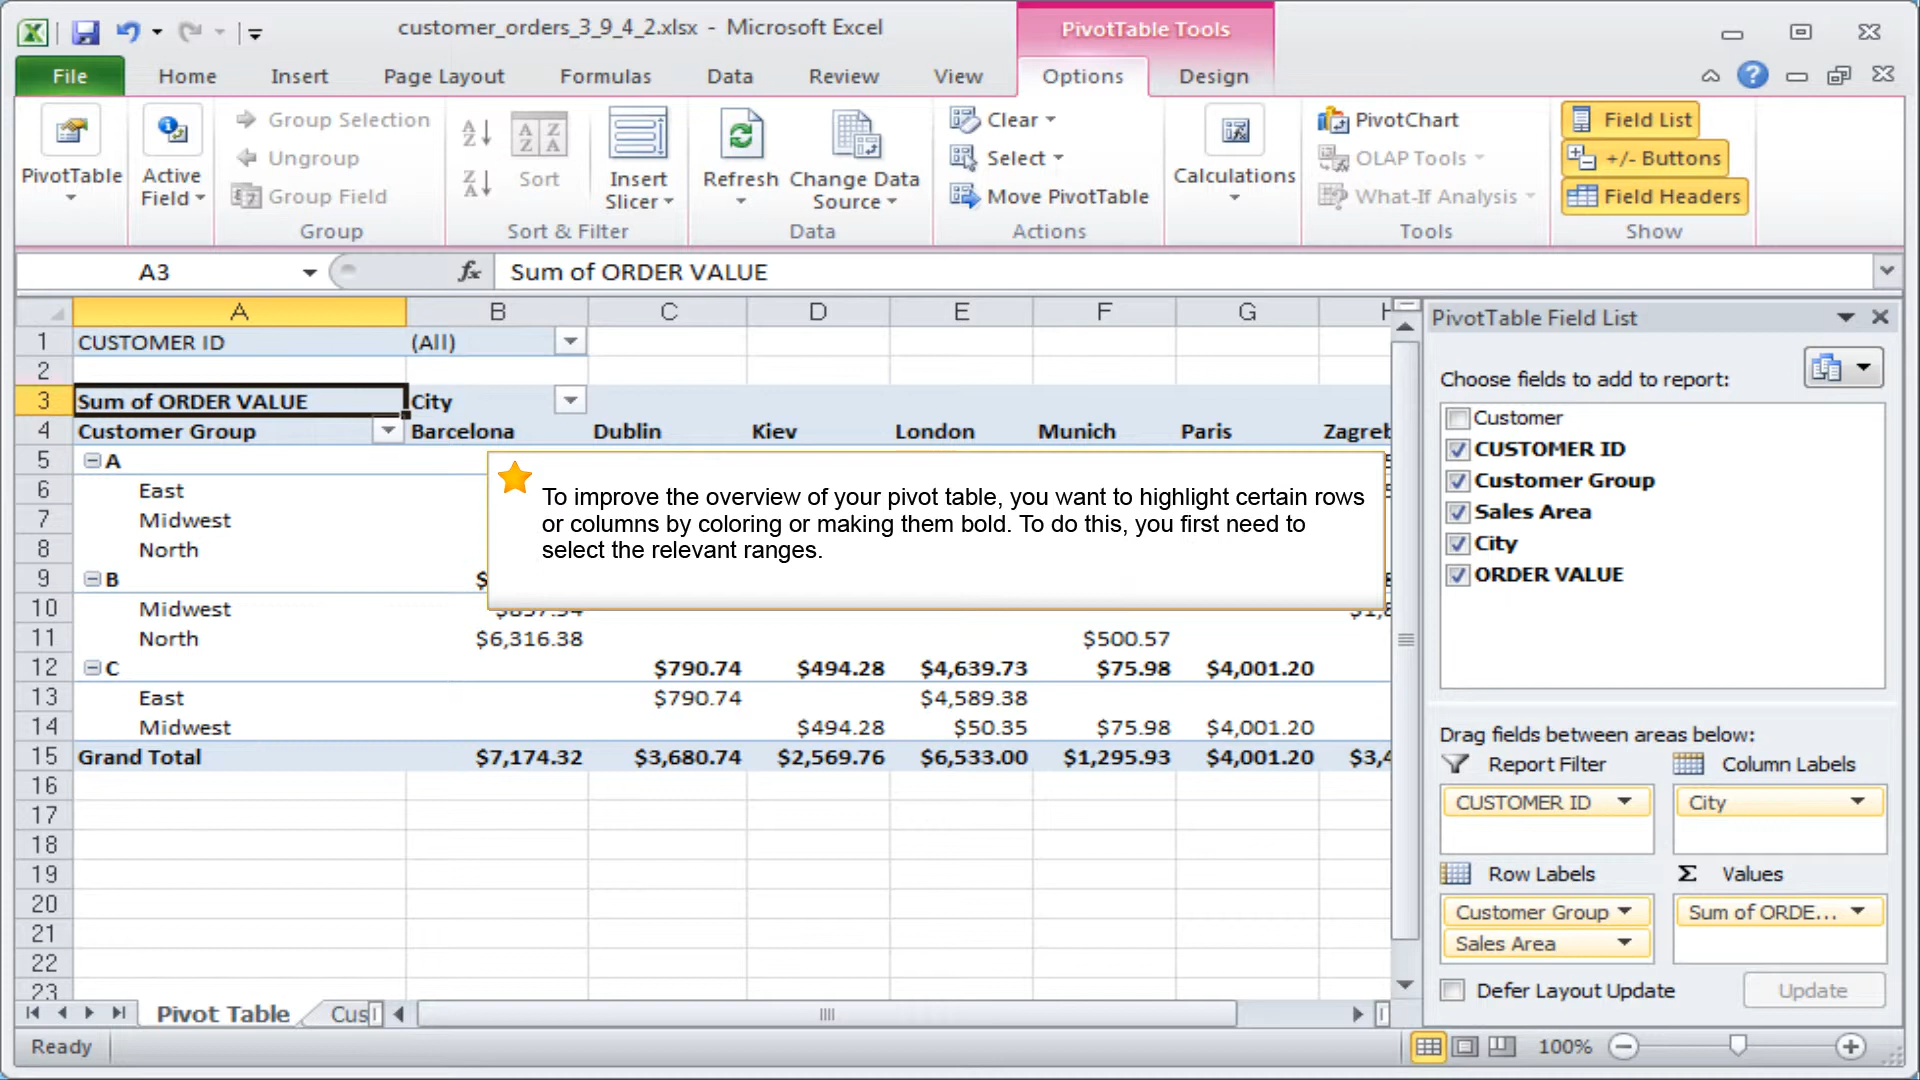 customer_orders_3_9_4_2.xlsx - Microsoft Excel
PivotTable Tools
File Home Insert Page Layout Formulas Data Review View Options Design
PivotTable
Active Field
Group Selection
Ungroup
Group Field
Group
Sort
Insert Slicer
Sort & Filter
Refresh
Change Data Source
Data
Clear
Select
Move PivotTable
Actions
Calculations
PivotChart
OLAP Tools
What-If Analysis
Tools
Field List
+/- Buttons
Field Headers
Show
A3 fx Sum of ORDER VALUE
A B C D E F G H
1 CUSTOMER ID (All)
2
3 Sum of ORDER VALUE City
4 Customer Group Barcelona Dublin Kiev London Munich Paris Zagreb
5 A
6 East
7 Midwest
8 North
9 B
10 Midwest
11 North $6,316.38 $500.57
12 C $790.74 $494.28 $4,639.73 $75.98 $4,001.20
13 East $790.74 $4,589.38
14 Midwest $494.28 $50.35 $75.98 $4,001.20
15 Grand Total $7,174.32 $3,680.74 $2,569.76 $6,533.00 $1,295.93 $4,001.20 $3,4
16
17
18
19
20
21
22
23
To improve the overview of your pivot table, you want to highlight certain rows
or columns by coloring or making them bold. To do this, you first need to
select the relevant ranges.
PivotTable Field List
Choose fields to add to report:
Customer
CUSTOMER ID
Customer Group
Sales Area
City
ORDER VALUE
Drag fields between areas below:
Report Filter Column Labels
CUSTOMER ID City
Row Labels Σ Values
Customer Group Sum of ORDE...
Sales Area
Defer Layout Update Update
Pivot Table Cus
Ready 100%